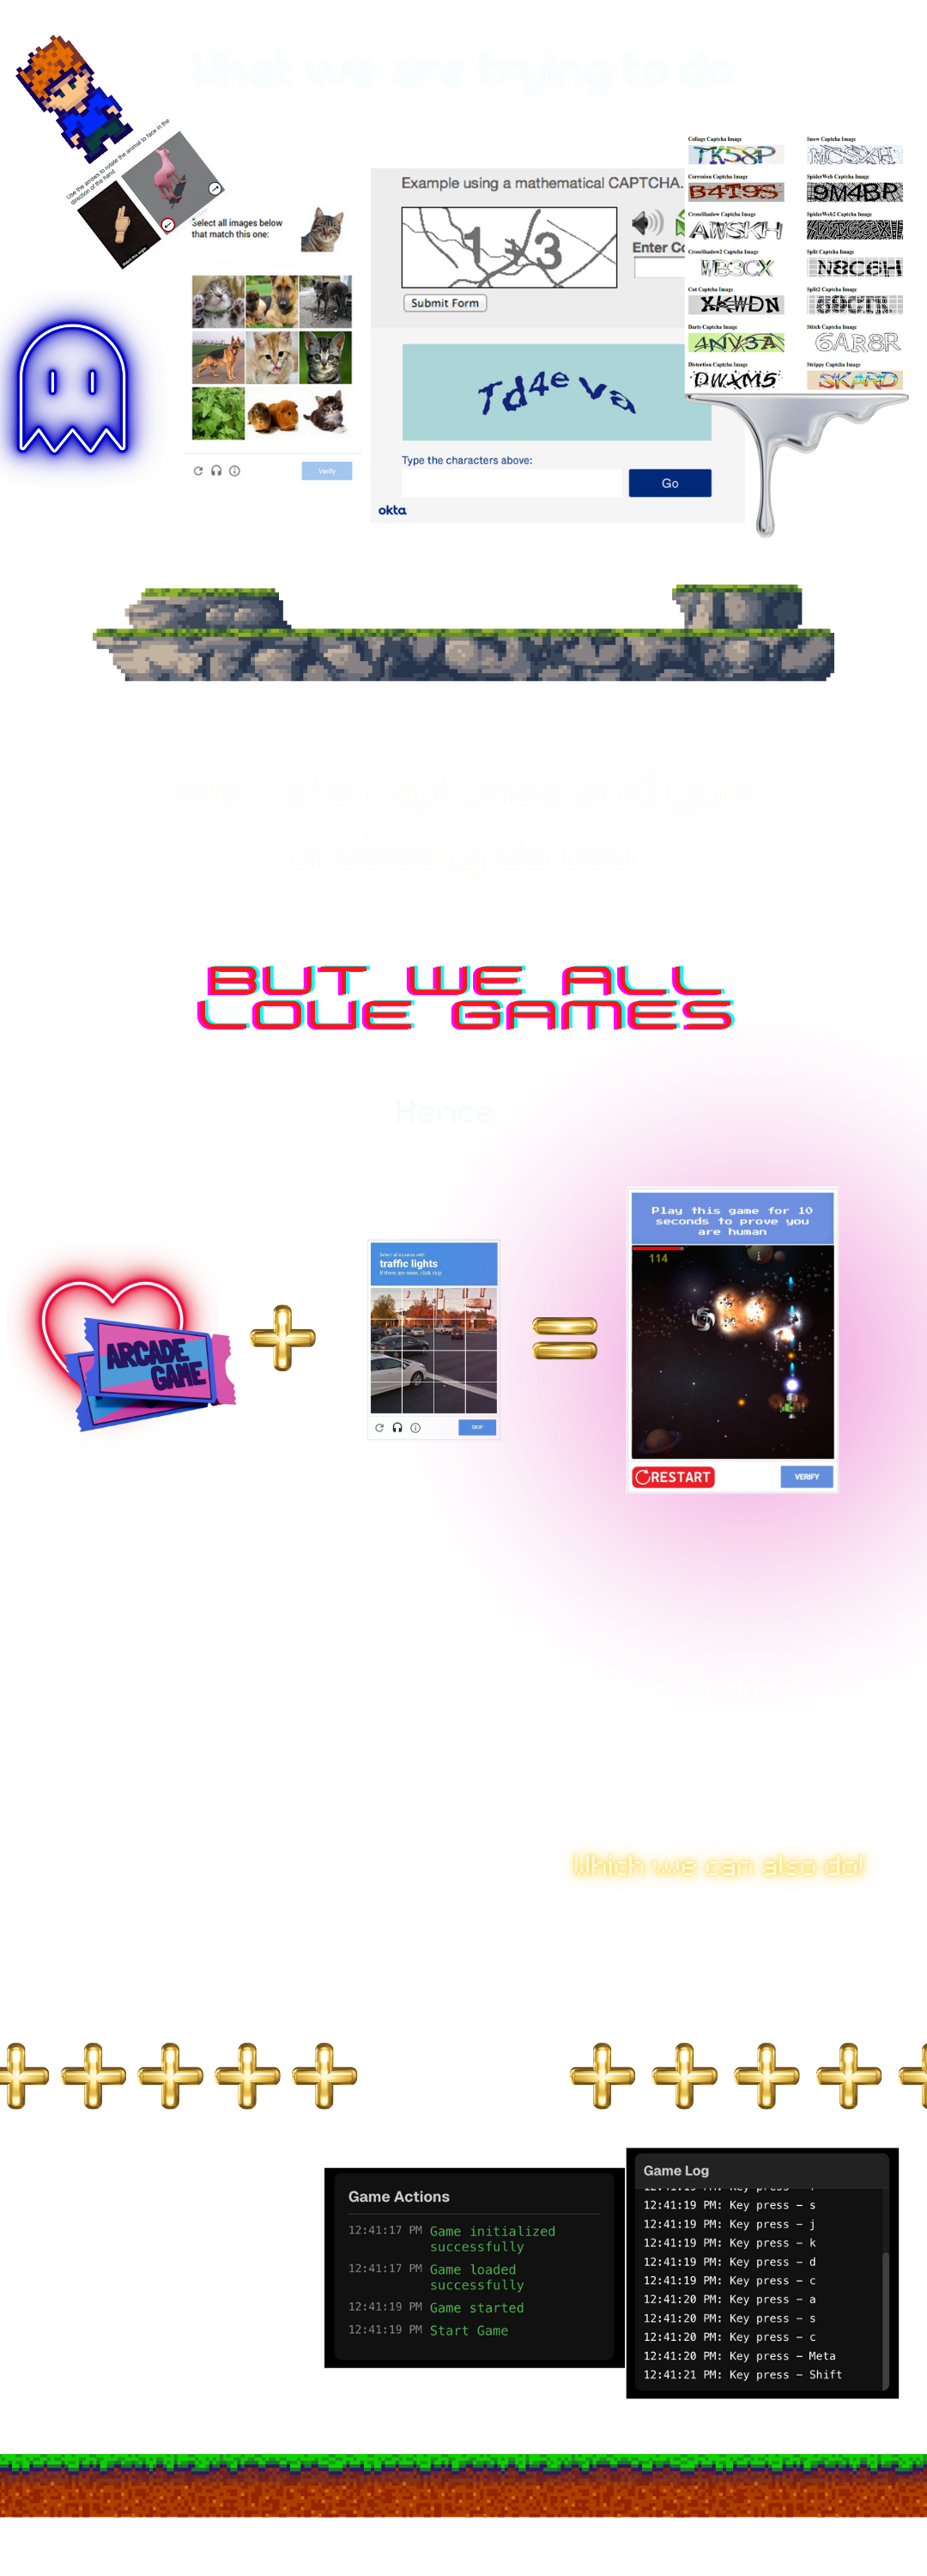 What we are trying to do
Use the arrows to rotate the animal to face in the
direction of the hand.
Select all images below
that match this one:
Verify
Example using a mathematical CAPTCHA.
1+3
Enter Co
Submit Form
Td4eva
Type the characters above:
Go
okta
Collage Captcha Image
TK58P
Corrosion Captcha Image
B4T9S
CrossShadow Captcha Image
AWSKH
CrossShadow2 Captcha Image
WB3CX
Cut Captcha Image
XKWDN
Darts Captcha Image
4NV3A
Distortion Captcha Image
DWXM5
Snow Captcha Image
MCSXH
SpiderWeb Captcha Image
9M4BP
SpiderWeb2 Captcha Image
Split Captcha Image
N8C6H
Split2 Captcha Image
Stitch Captcha Image
6AR8R
Strippy Captcha Image
we hate captchas and you
probably do too
BUT WE ALL
LOVE GAMES
Hence
ARCADE
GAME
Select all squares with
traffic lights
If there are none, click skip
SKIP
Play this game for 10
seconds to prove you
are human
114
RESTART
VERIFY
business
Which we can also do!
Game Actions
12:41:17 PM Game initialized
successfully
12:41:17 PM Game loaded
successfully
12:41:19 PM Game started
12:41:19 PM Start Game
Game Log
12:41:19 PM: Key press – s
12:41:19 PM: Key press – j
12:41:19 PM: Key press – k
12:41:19 PM: Key press – d
12:41:19 PM: Key press – c
12:41:20 PM: Key press – a
12:41:20 PM: Key press – s
12:41:20 PM: Key press – c
12:41:20 PM: Key press – Meta
12:41:21 PM: Key press – Shift